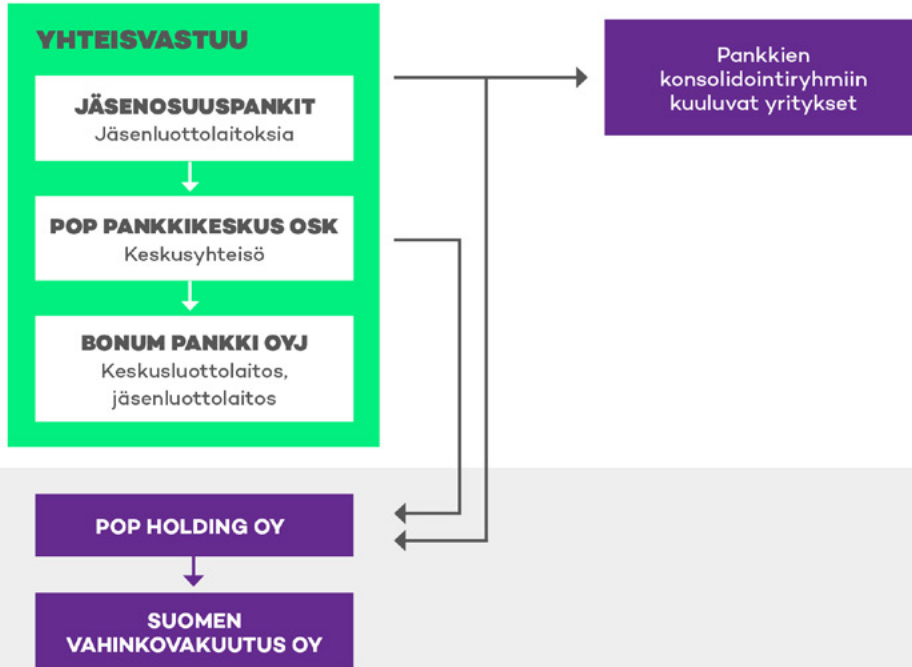 YHTEISVASTUU
JÄSENOSUUSPANKIT
Jäsenluottolaitoksia
POP PANKKIKESKUS OSK
Keskusyhteisö
BONUM PANKKI OYJ
Keskusluottolaitos,
jäsenluottolaitos
Pankkien
konsolidointiryhmiin
kuuluvat yritykset
POP HOLDING OY
SUOMEN
VAHINKOVAKUUTUS OY